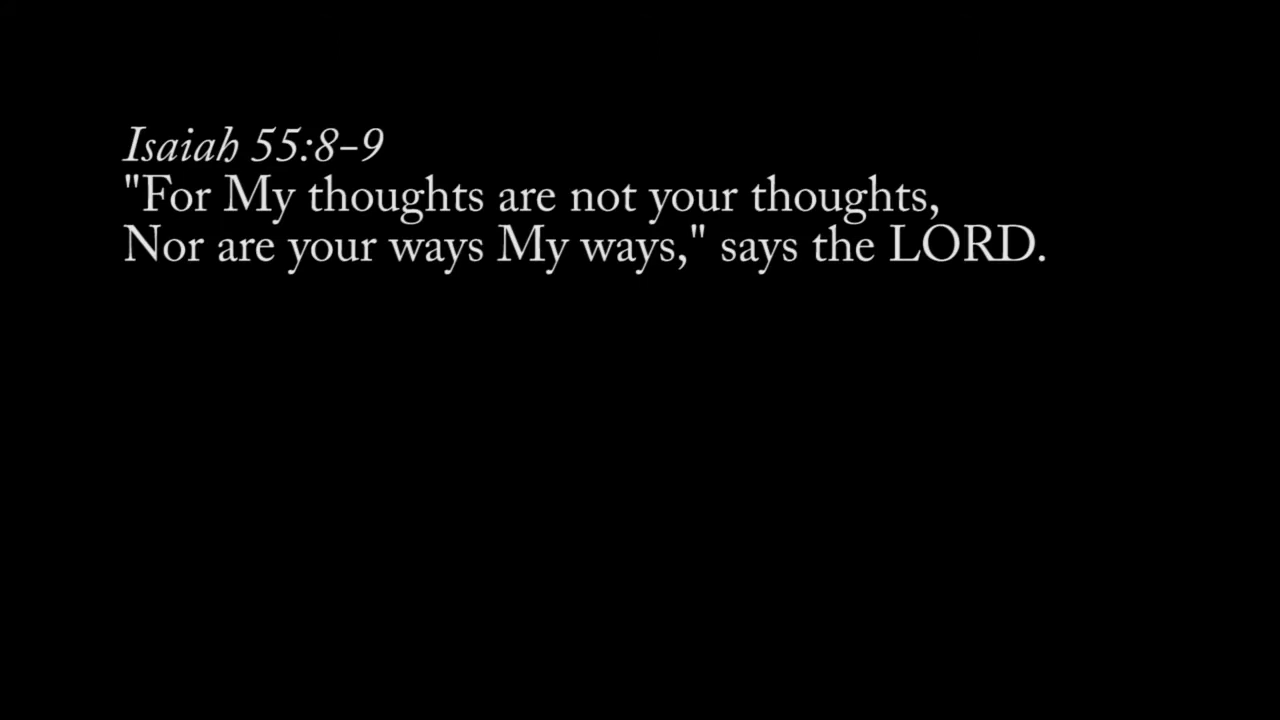 Isaiah 55:8–9
"For My thoughts are not your thoughts,
Nor are your ways My ways," says the LORD.